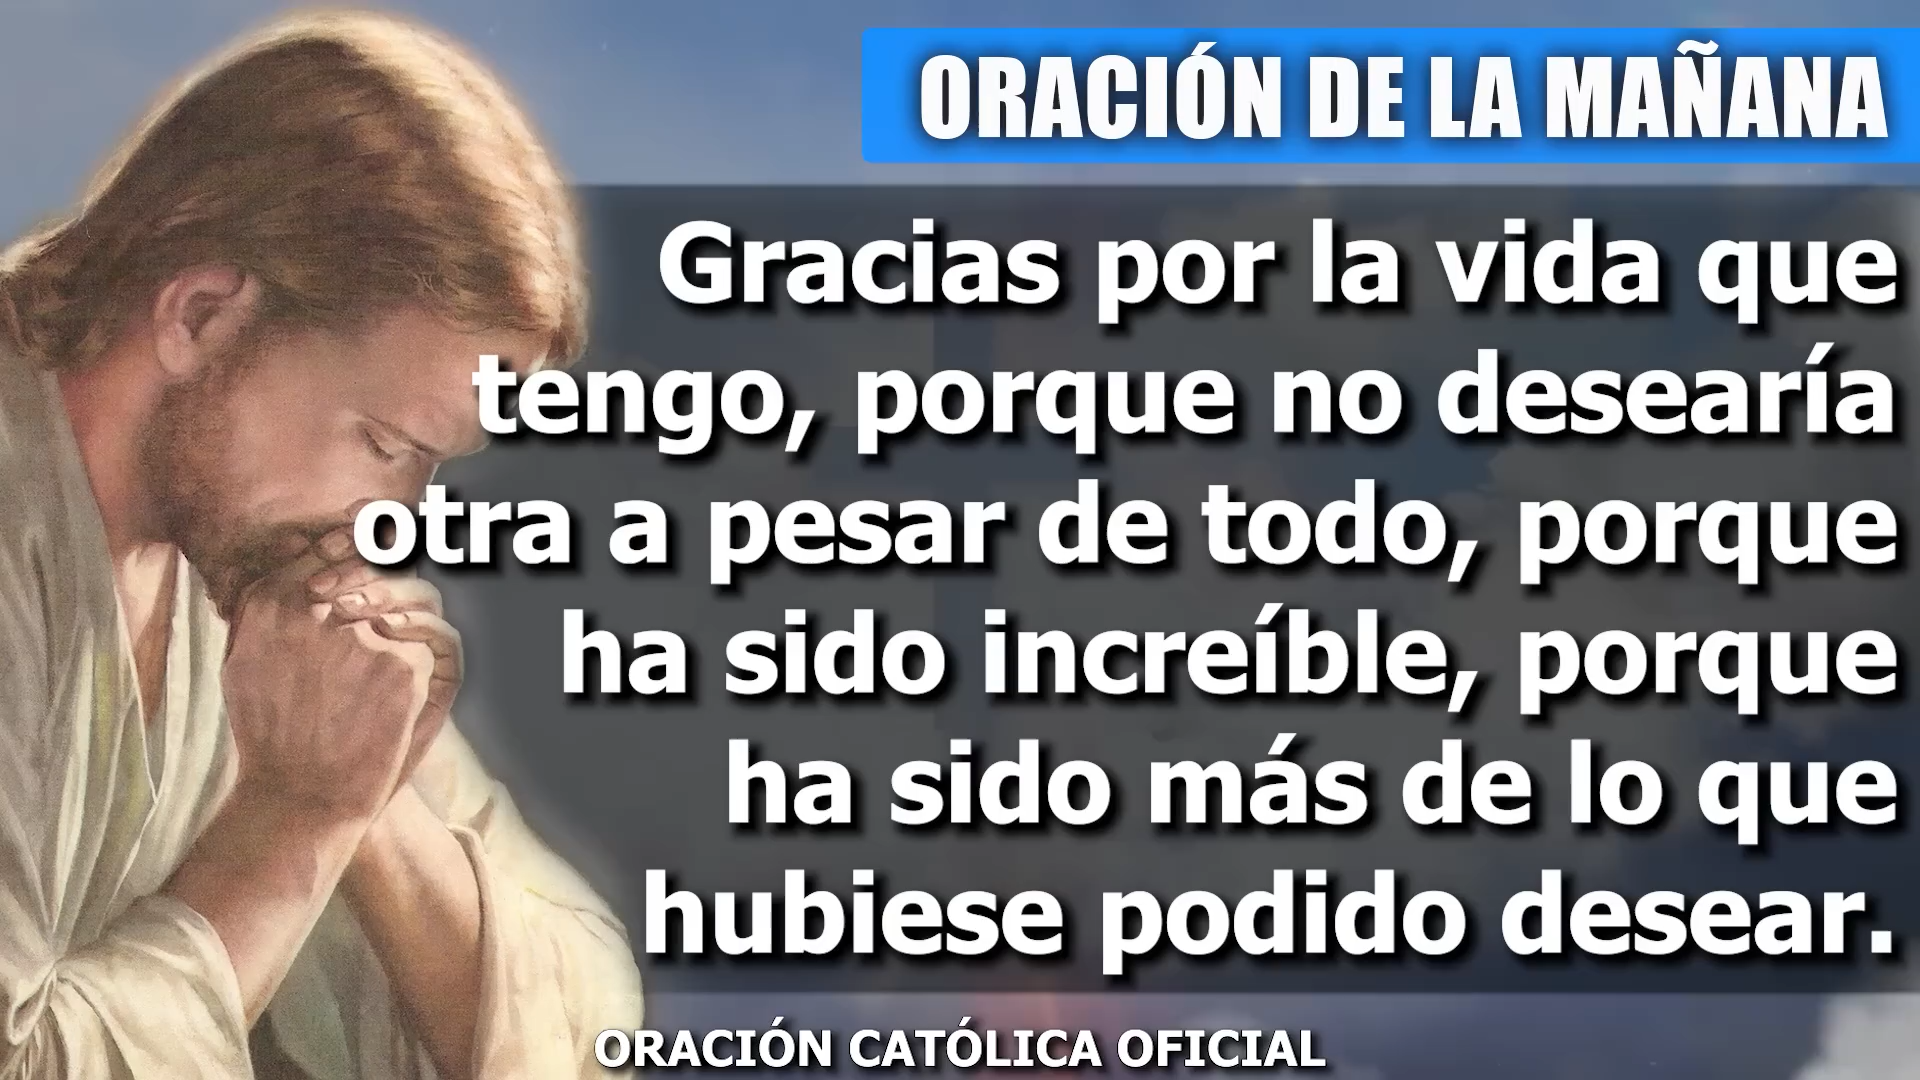 ORACIÓN DE LA MAÑANA
Gracias por la vida que
tengo, porque no desearía
otra a pesar de todo, porque
ha sido increíble, porque
ha sido más de lo que
hubiese podido desear.
ORACIÓN CATÓLICA OFICIAL